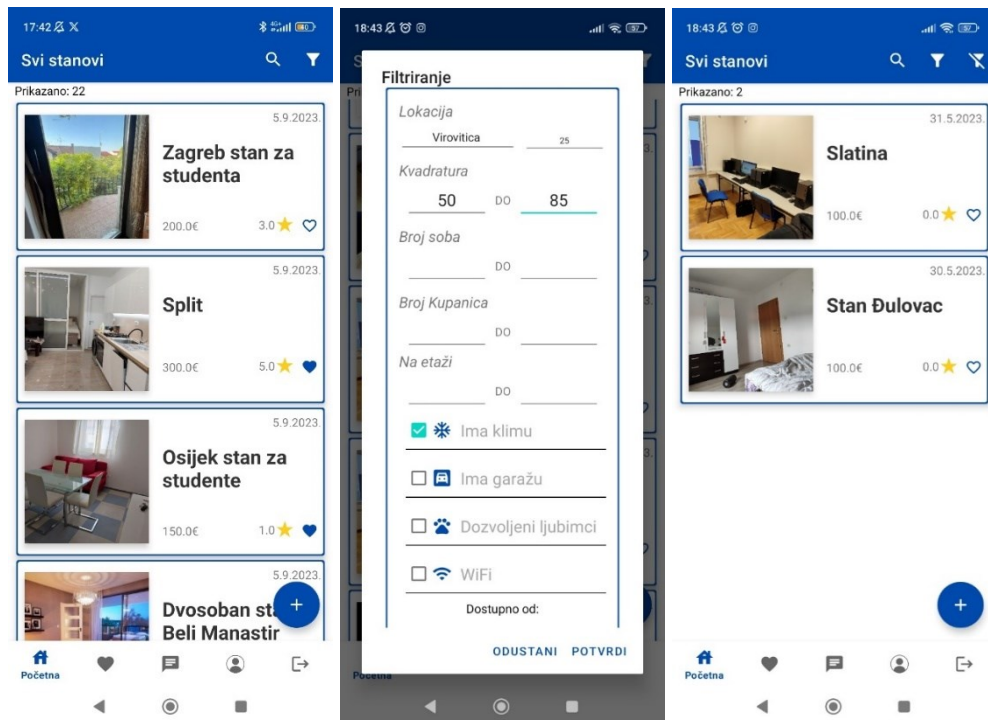 17:42
4G+
Svi stanovi
Prikazano: 22
5.9.2023.
Zagreb stan za
studenta
200.0€ 3.0
5.9.2023.
Split
300.0€ 5.0
5.9.2023.
Osijek stan za
studente
150.0€ 1.0
5.9.2023.
Dvosoban sta
Beli Manastir
+
Početna
18:43
57
S
Pri
Filtriranje
Lokacija
Virovitica 25
Kvadratura
50 DO 85
Broj soba
DO
Broj Kupanica
DO
Na etaži
DO
Ima klimu
Ima garažu
Dozvoljeni ljubimci
WiFi
Dostupno od:
ODUSTANI POTVRDI
Početna
18:43
57
Svi stanovi
Prikazano: 2
31.5.2023.
Slatina
100.0€ 0.0
30.5.2023.
Stan Đulovac
100.0€ 0.0
+
Početna